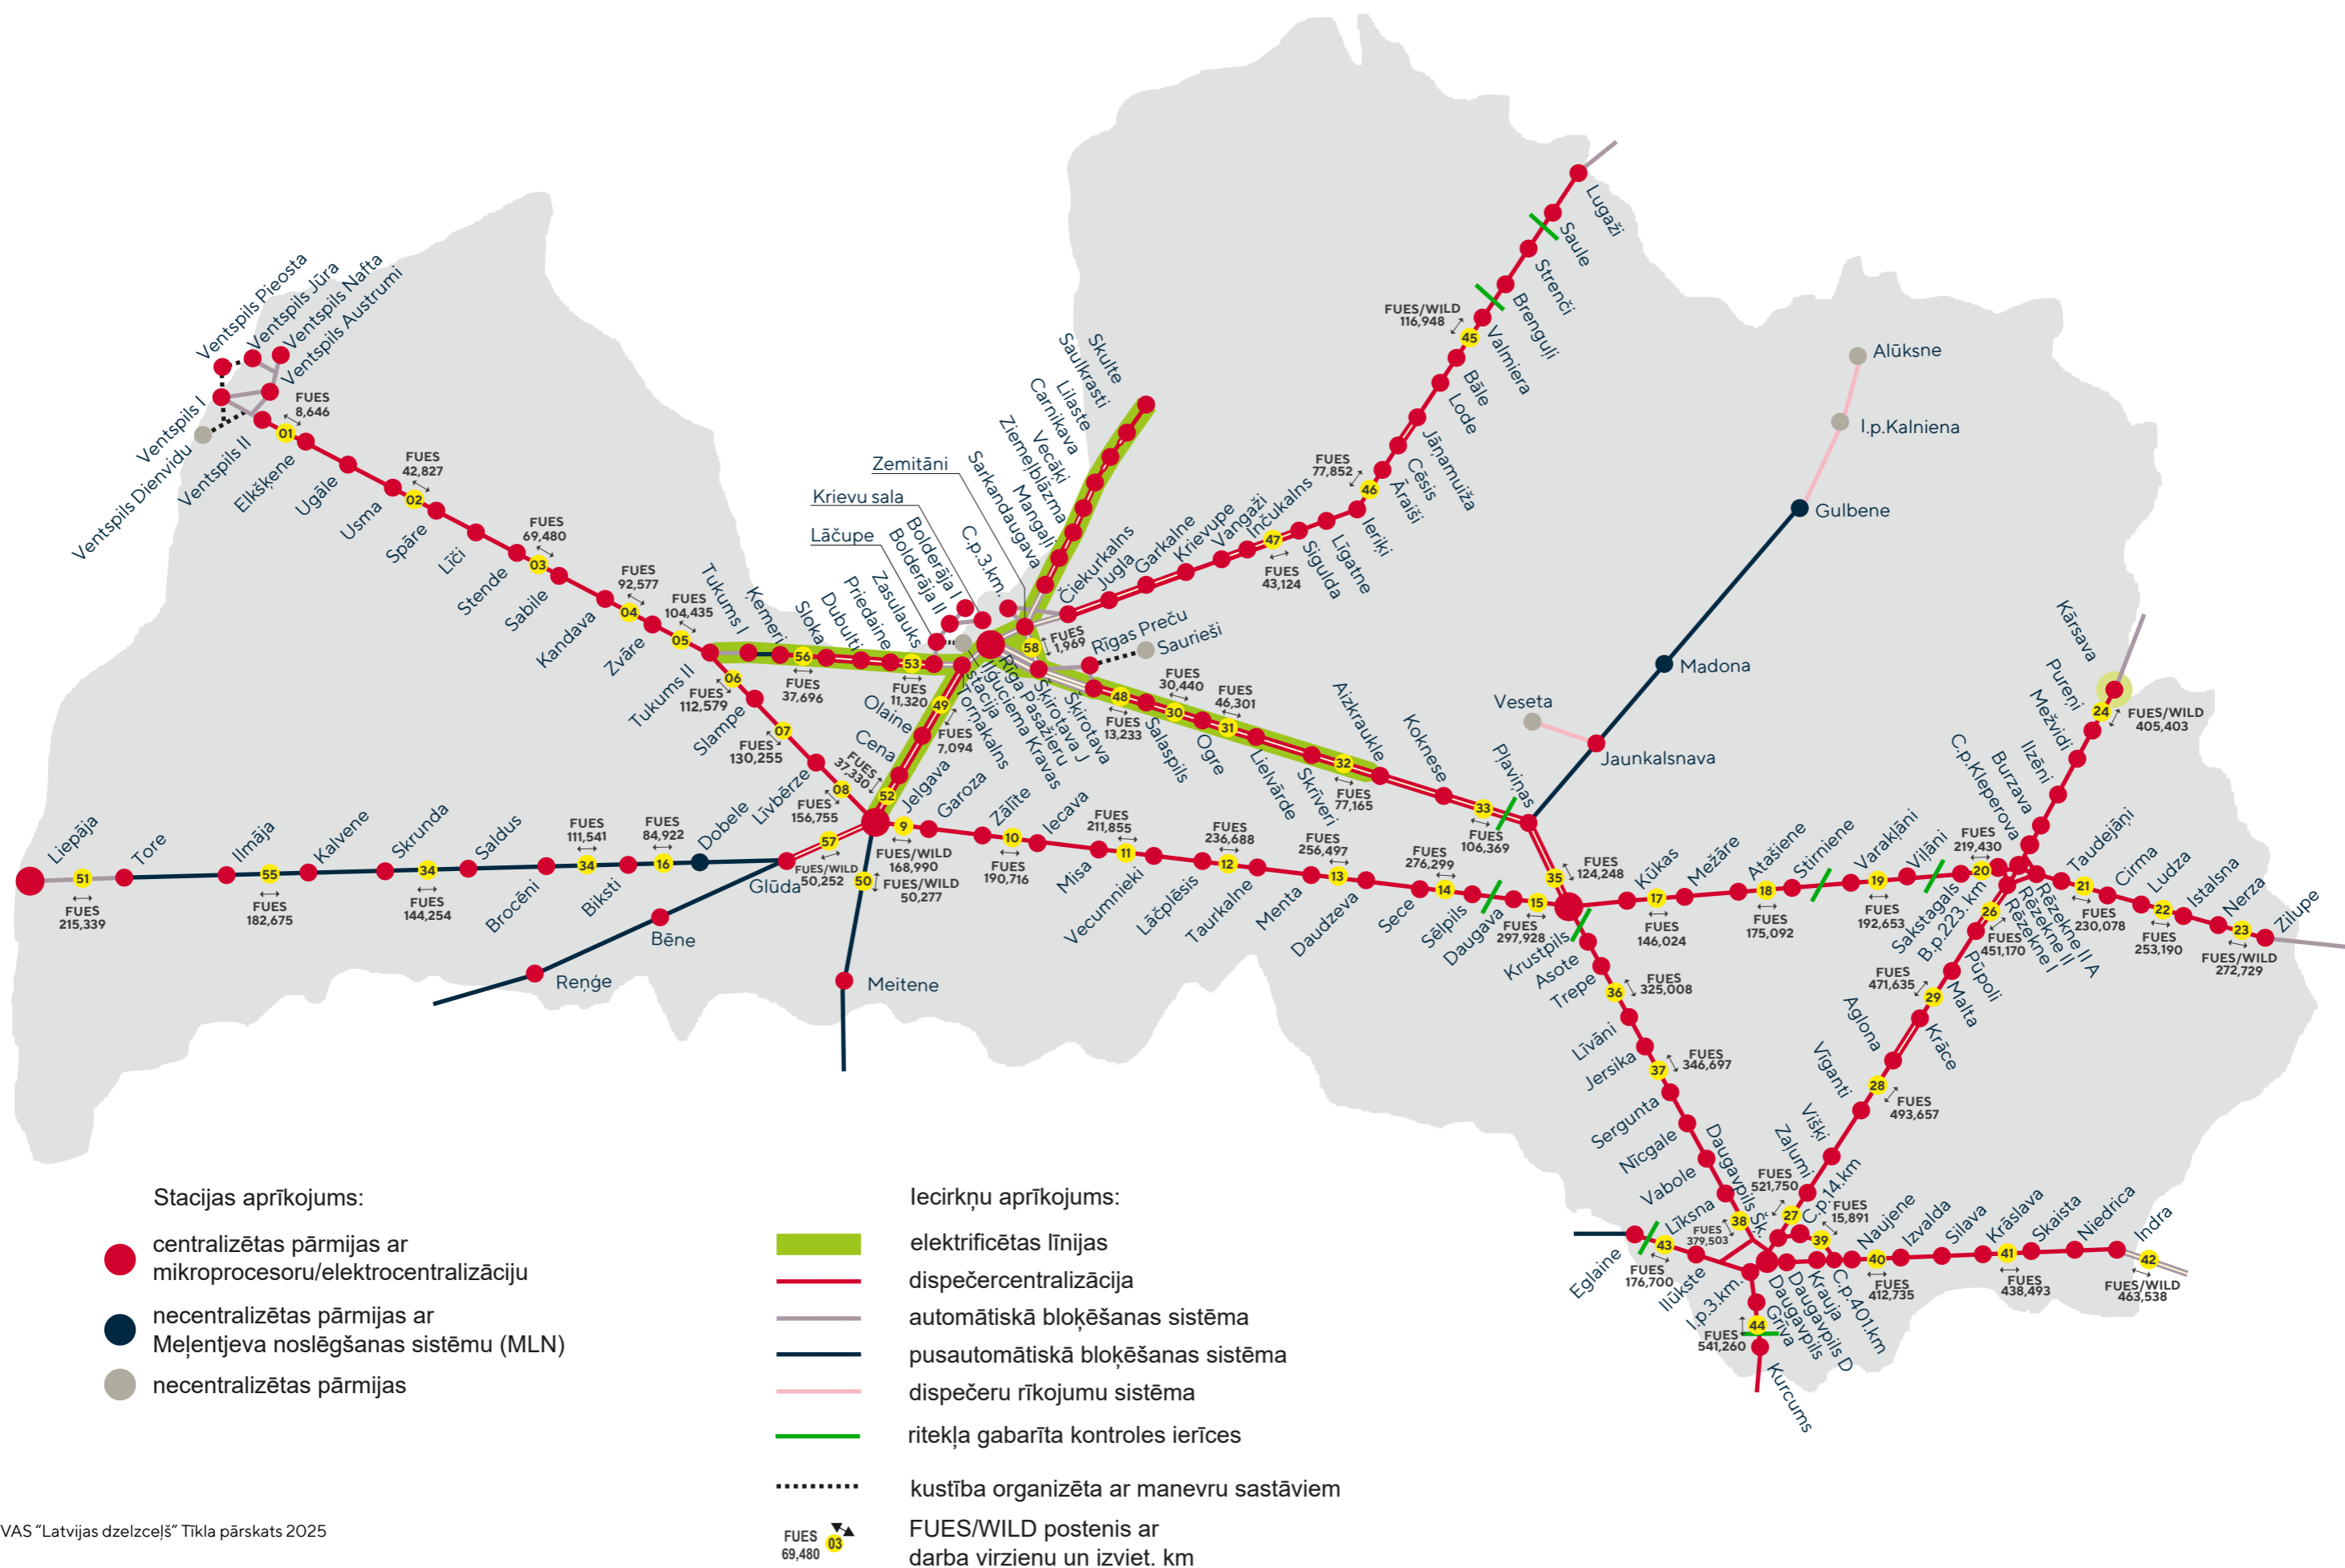 Ventspils Pieosta
Ventspils Jūra
Ventspils Nafta
Ventspils Austrumi
Ventspils I
Ventspils Dienvidu
Ventspils II
FUES
8,646
01
Elkšķene
Ugāle
Usma
FUES
42,827
02
Spāre
Līči
Stende
FUES
69,480
03
Sabile
Kandava
FUES
92,577
04
Zvāre
FUES
104,435
05
Tukums I
Tukums II
Ķemeri
Sloka
Dubulti
Priedaine
Zasulauks
56
FUES
37,696
53
FUES
11,320
06
FUES
112,579
Slampe
07
FUES
130,255
Līvbērze
08
FUES
156,755
Lāčupe
Krievu sala
Zemitāni
Bolderāja II
Bolderāja I
C.p.3.km.
Sarkandaugava
Mangaļi
Ziemeļblāzma
Vecāķi
Carnikava
Lilaste
Saulkrasti
Skulte
Čiekurkalns
Jugla
Garkalne
Krievupe
Vangaži
Inčukalns
47
FUES
43,124
Sigulda
Līgatne
Ieriķi
FUES
77,852
46
Āraiši
Cēsis
Jāņamuiža
Lode
Bāle
FUES/WILD
116,948
45
Valmiera
Brenguļi
Strenči
Saule
Lugaži
Alūksne
I.p.Kalniena
Gulbene
Madona
Veseta
Jaunkalsnava
58
FUES
1,969
Rīgas Preču
Saurieši
Iļģuciema Kravas
stacija
Rīga Pasažieru
Torņakalns
Šķirotava J
Šķirotava
49
FUES
7,094
Olaine
Cena
FUES
37,330
52
Jelgava
48
FUES
13,233
Salaspils
FUES
30,440
30
Ogre
FUES
46,301
31
Lielvārde
Skrīveri
32
FUES
77,165
Aizkraukle
Koknese
33
FUES
106,369
Pļaviņas
35
FUES
124,248
Liepāja
51
FUES
215,339
Tore
Ilmāja
55
FUES
182,675
Kalvene
Skrunda
34
FUES
144,254
Saldus
Brocēni
FUES
111,541
34
Biksti
FUES
84,922
16
Dobele
Glūda
57
FUES/WILD
50,252
Bēne
Reņģe
50
FUES/WILD
50,277
Meitene
9
FUES/WILD
168,990
Garoza
Zālīte
10
FUES
190,716
Iecava
Misa
FUES
211,855
11
Vecumnieki
Lāčplēsis
FUES
236,688
12
Taurkalne
Menta
FUES
256,497
13
Daudzeva
Sece
FUES
276,299
14
Sēlpils
Daugava
15
FUES
297,928
Krustpils
Kūkas
17
FUES
146,024
Mežāre
Atašiene
18
FUES
175,092
Stirniene
Varakļāni
19
FUES
192,653
Viļāni
Sakstagals
FUES
219,430
20
B.p.223. km
C.p.Kleperova
Burzava
Ilzēni
Mežvidi
Pureņi
Kārsava
24
FUES/WILD
405,403
Rēzekne I
Rēzekne II
Rēzekne II A
Taudejāņi
21
FUES
230,078
Cirma
Ludza
22
FUES
253,190
Istalsna
Nerza
23
FUES/WILD
272,729
Zilupe
26
FUES
451,170
Pūpoli
Malta
FUES
471,635
29
Krāce
Aglona
28
FUES
493,657
Vīganti
Višķi
Zaļumi
FUES
521,750
27
C.p.14.km
FUES
15,891
39
Asote
Trepe
36
FUES
325,008
Līvāni
Jersika
37
FUES
346,697
Sergunta
Nīcgale
Vabole
Līksna
38
FUES
379,503
Daugavpils Šķ.
Eglaine
43
FUES
176,700
Ilūkste
I.p.3.km.
Grīva
44
FUES
541,260
Kurcums
Daugavpils
Daugavpils D
Krauja
C.p.401.km
Naujene
40
FUES
412,735
Izvalda
Silava
Krāslava
41
FUES
438,493
Skaista
Niedrica
Indra
42
FUES/WILD
463,538
Stacijas aprīkojums:
centralizētas pārmijas ar
mikroprocesoru/elektrocentralizāciju
necentralizētas pārmijas ar
Meļentjeva noslēgšanas sistēmu (MLN)
necentralizētas pārmijas
Iecirkņu aprīkojums:
elektrificētas līnijas
dispečercentralizācija
automātiskā bloķēšanas sistēma
pusautomātiskā bloķēšanas sistēma
dispečeru rīkojumu sistēma
ritekļa gabarīta kontroles ierīces
kustība organizēta ar manevru sastāviem
FUES
69,480
03
FUES/WILD postenis ar
darba virzienu un izviet. km
VAS “Latvijas dzelzceļš” Tīkla pārskats 2025